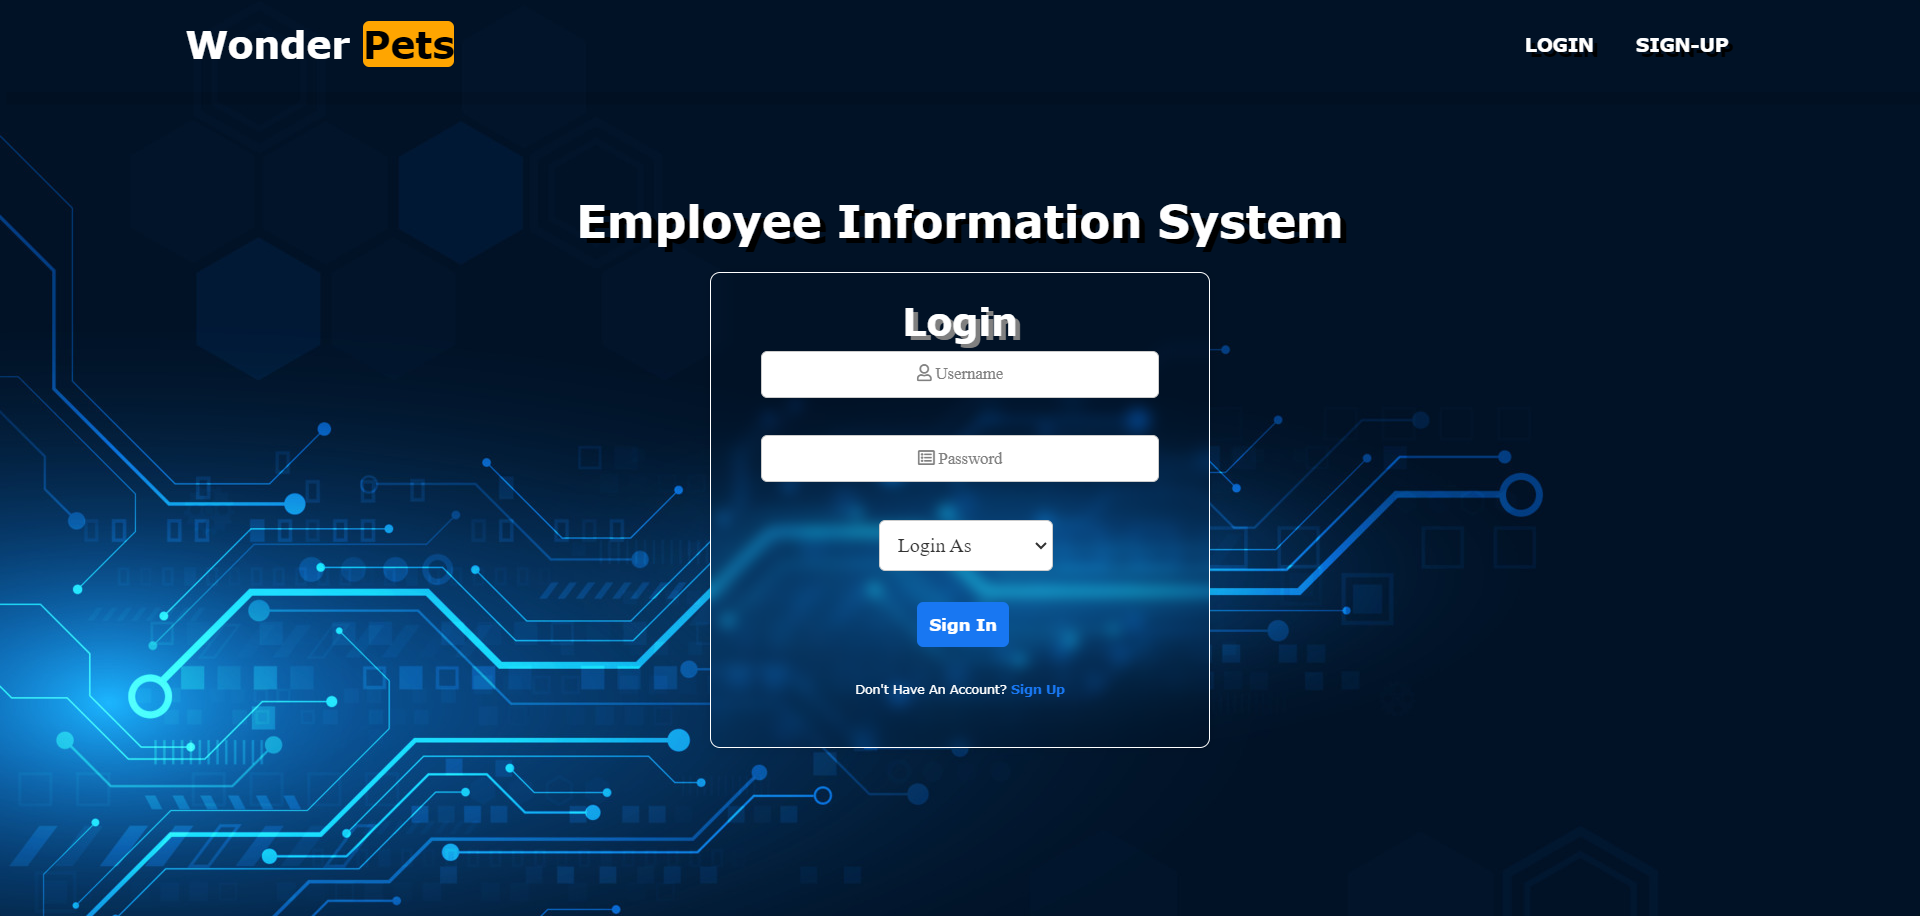 Wonder Pets
LOGIN SIGN-UP
Employee Information System
Login
Username
Password
Login As
Sign In
Don't Have An Account? Sign Up